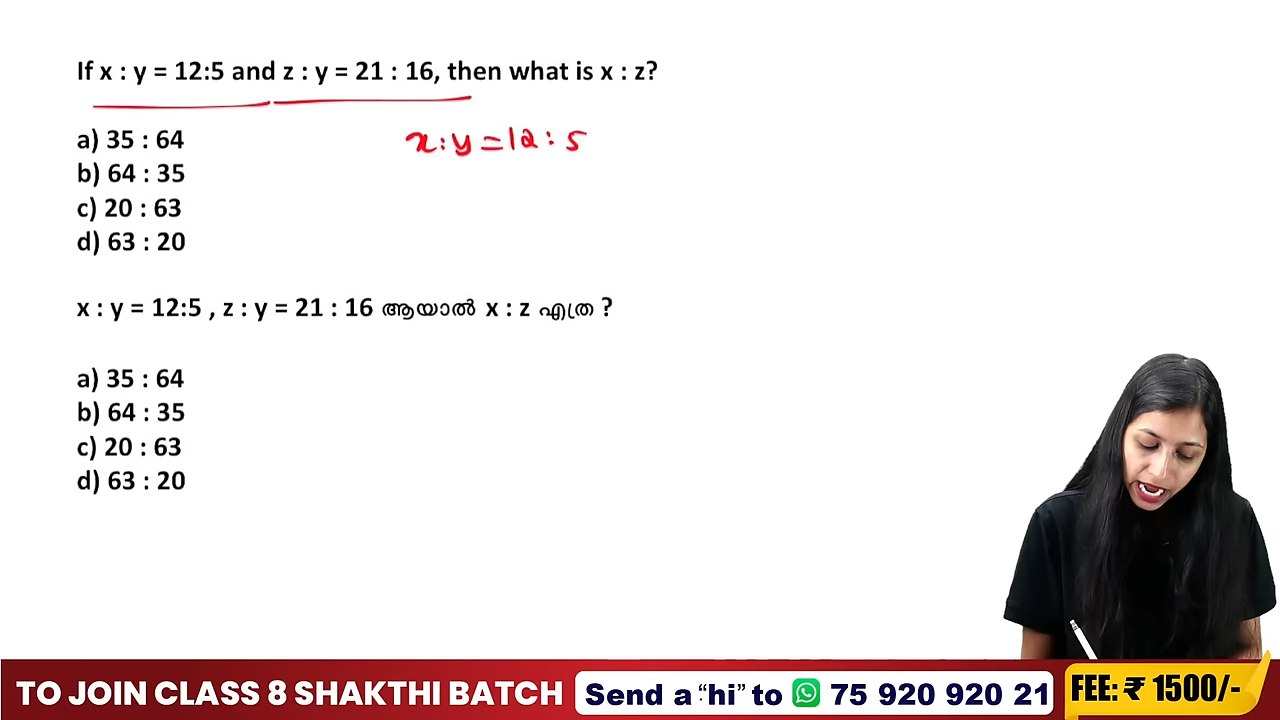 If x : y = 12:5 and z : y = 21 : 16, then what is x : z?
a) 35 : 64
x:y=12:5
b) 64 : 35
c) 20 : 63
d) 63 : 20
x : y = 12:5 , z : y = 21 : 16 ആയാൽ x : z എത്ര ?
a) 35 : 64
b) 64 : 35
c) 20 : 63
d) 63 : 20
TO JOIN CLASS 8 SHAKTHI BATCH Send a “hi” to 75 920 920 21 FEE: ₹ 1500/-